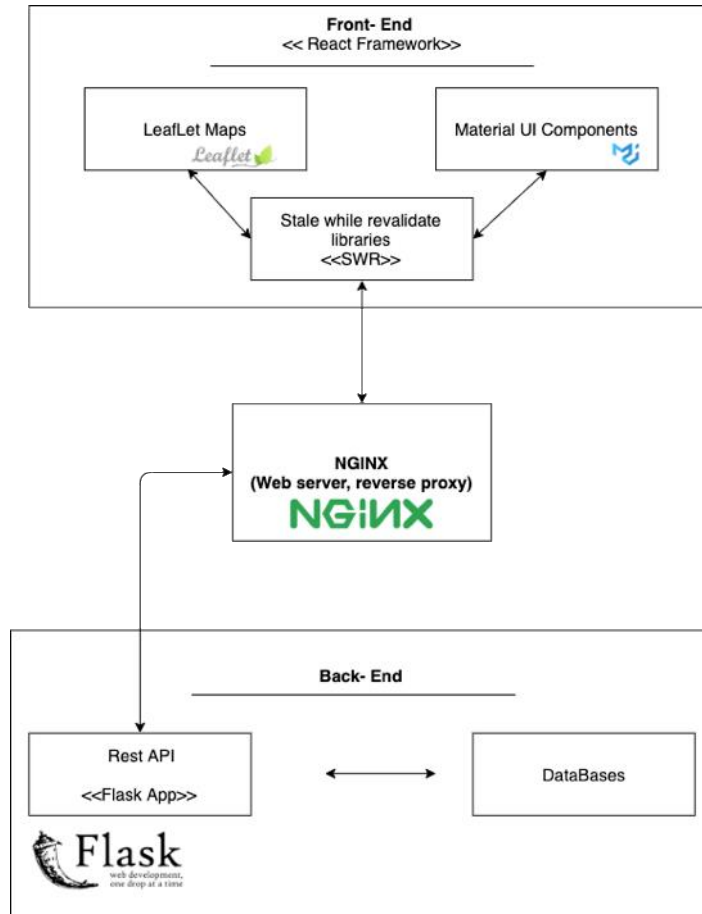 Front- End
<< React Framework>>
LeafLet Maps
Leaflet
Material UI Components
Stale while revalidate
libraries
<<SWR>>
NGINX
(Web server, reverse proxy)
NGINX
Back- End
Rest API
<<Flask App>>
DataBases
Flask
web development,
one drop at a time